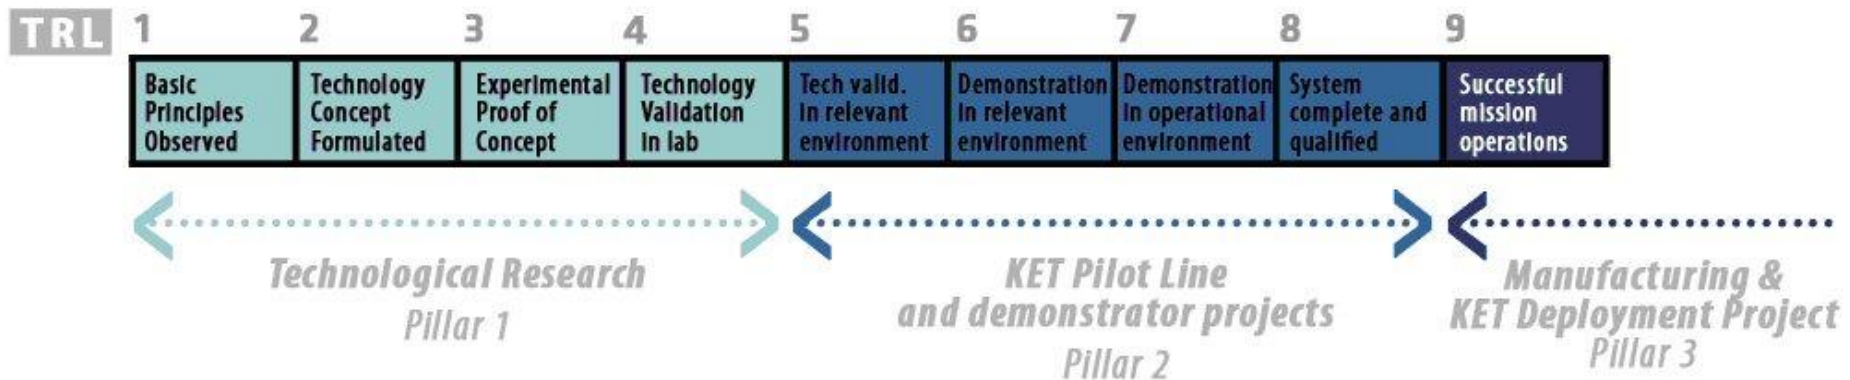 TRL 1 2 3 4 5 6 7 8 9
Basic
Principles
Observed
Technology
Concept
Formulated
Experimental
Proof of
Concept
Technology
Validation
in lab
Tech valid.
in relevant
environment
Demonstration
in relevant
environment
Demonstration
in operational
environment
System
complete and
qualified
Successful
mission
operations
Technological Research
Pillar 1
KET Pilot Line
and demonstrator projects
Pillar 2
Manufacturing &
KET Deployment Project
Pillar 3